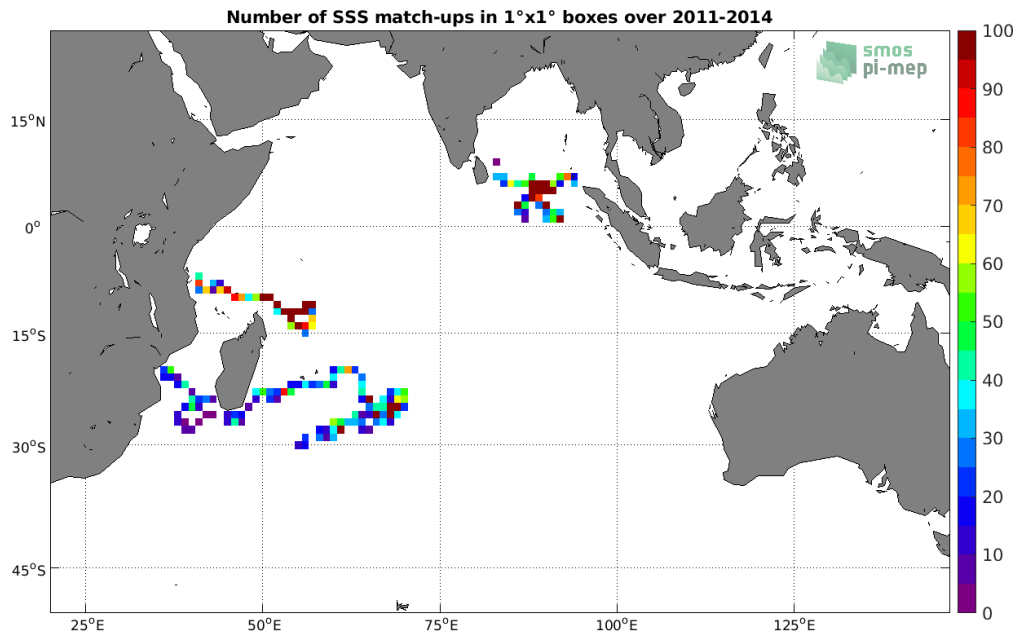 Number of SSS match-ups in 1°x1° boxes over 2011-2014
smos
pi-mep
100
90
80
70
60
50
40
30
20
10
0
15°N
0°
15°S
30°S
45°S
25°E
50°E
75°E
100°E
125°E